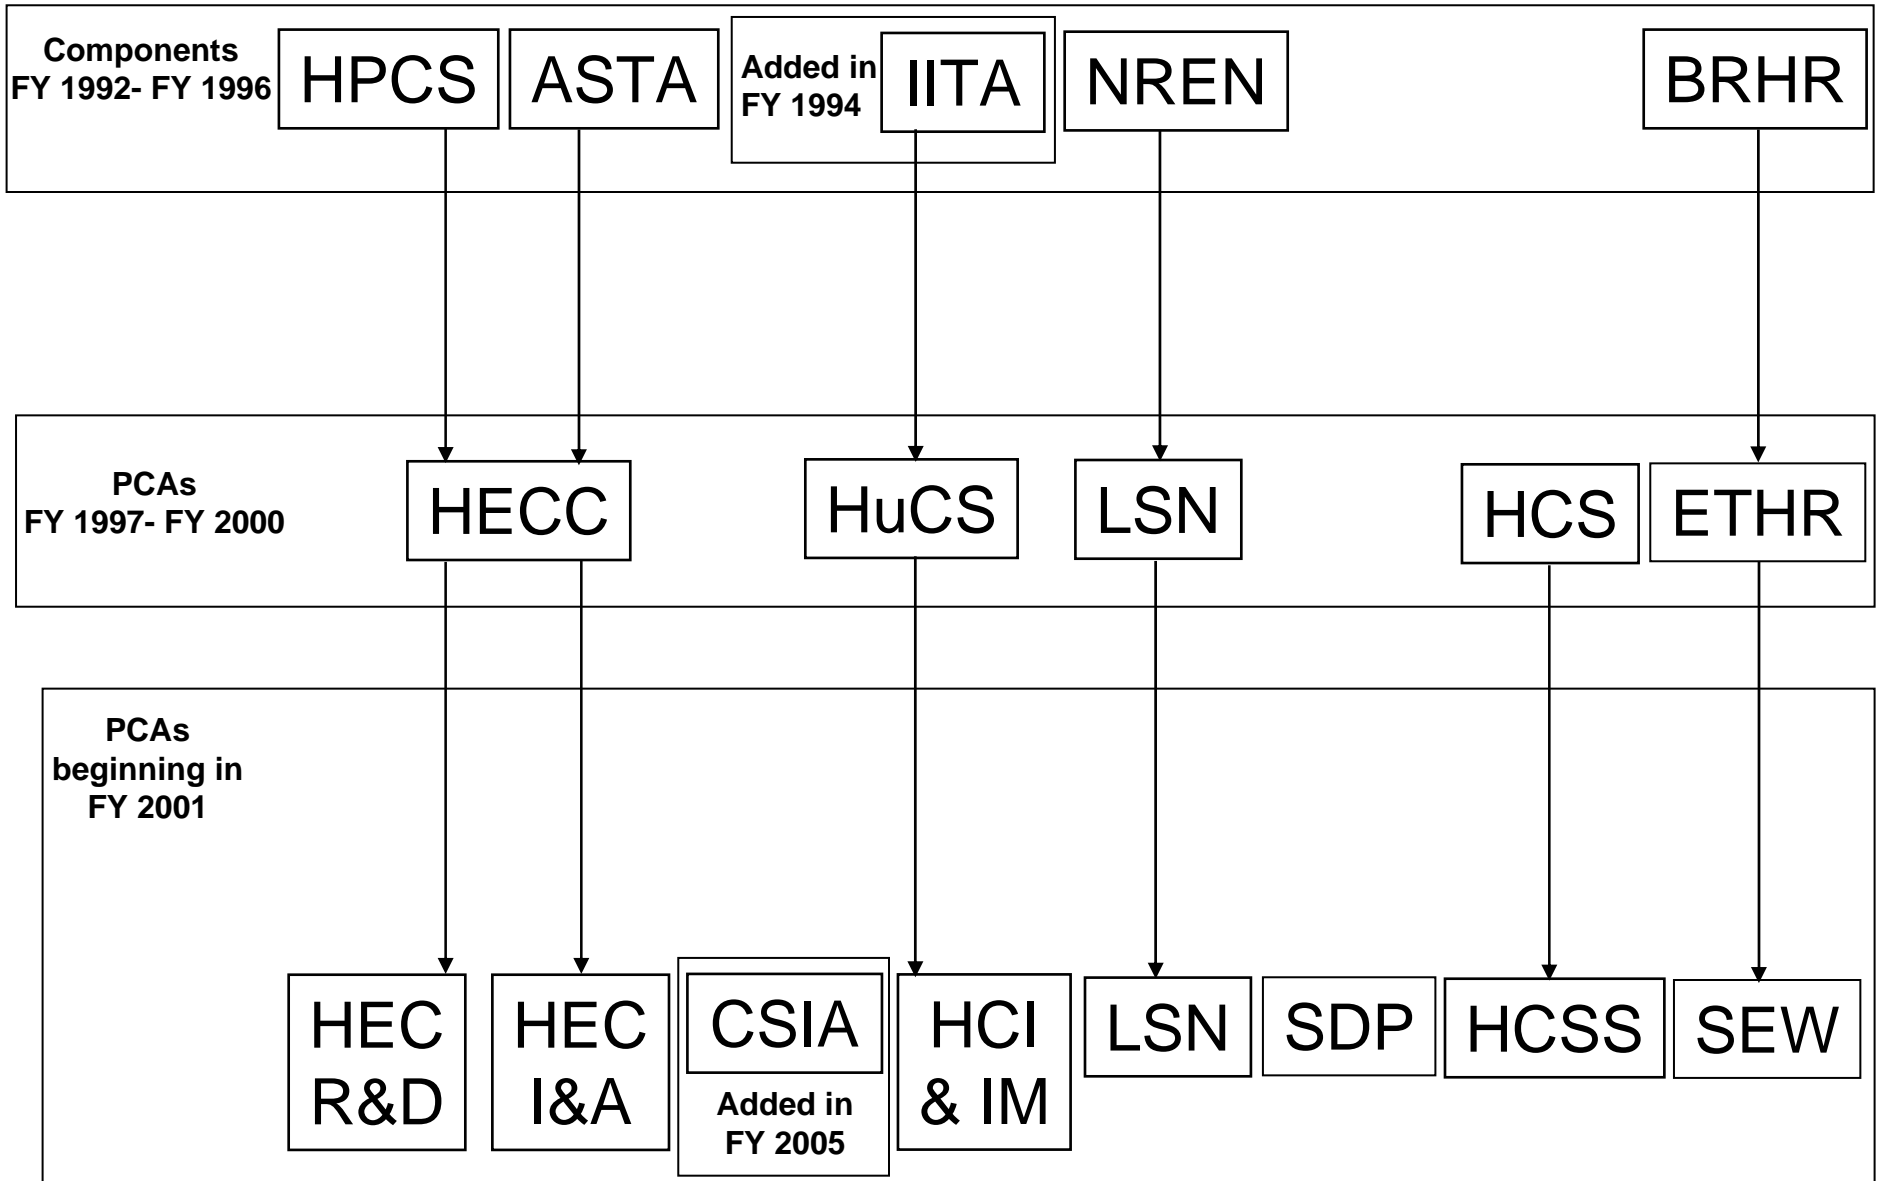 Components
FY 1992- FY 1996
HPCS
ASTA
Added in
FY 1994
IITA
NREN
BRHR
PCAs
FY 1997- FY 2000
HECC
HuCS
LSN
HCS
ETHR
PCAs
beginning in
FY 2001
HEC
R&D
HEC
I&A
CSIA
Added in
FY 2005
HCI
& IM
LSN
SDP
HCSS
SEW